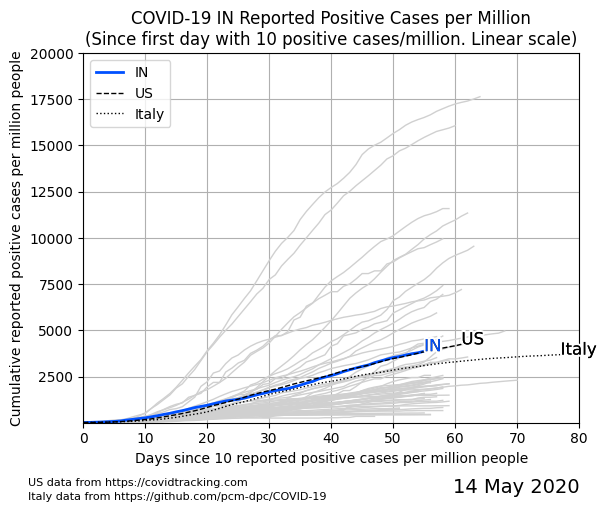 COVID-19 IN Reported Positive Cases per Million
(Since first day with 10 positive cases/million. Linear scale)
Cumulative reported positive cases per million people
20000
17500
15000
12500
10000
7500
5000
2500
IN
US
Italy
IN
US
Italy
0 10 20 30 40 50 60 70 80
Days since 10 reported positive cases per million people
US data from https://covidtracking.com
Italy data from https://github.com/pcm-dpc/COVID-19
14 May 2020